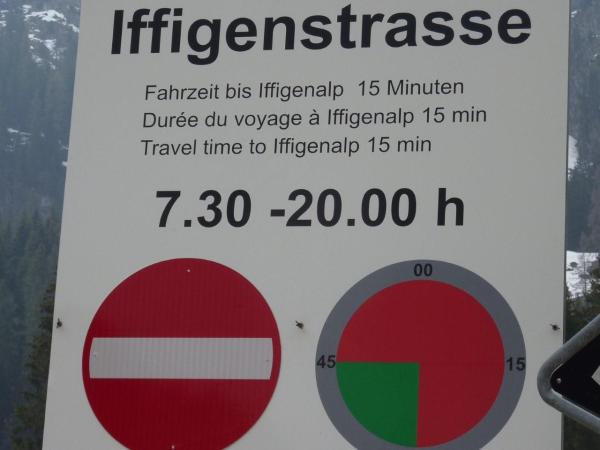 Iffigenstrasse
Fahrzeit bis Iffigenalp 15 Minuten
Durée du voyage à Iffigenalp 15 min
Travel time to Iffigenalp 15 min
7.30 -20.00 h
00
45 15